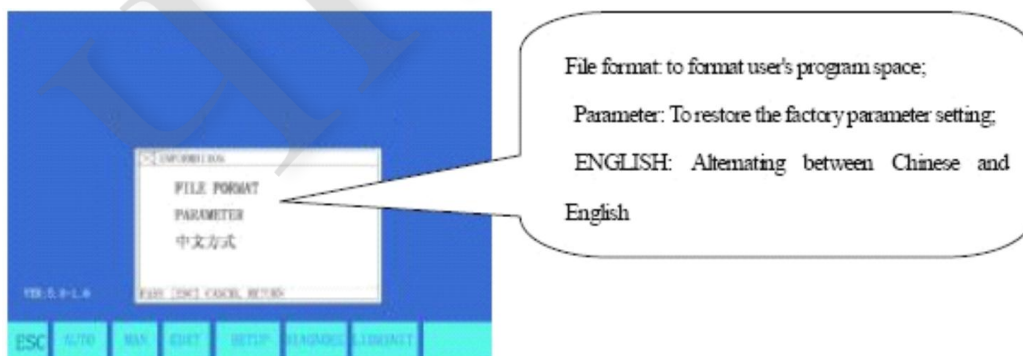 INFORMATION
FILE FORMAT
PARAMETER
中文方式
ESC AUTO MAN EDIT SETUP
File format: to format user's program space;
Parameter: To restore the factory parameter setting;
ENGLISH: Alternating between Chinese and
English